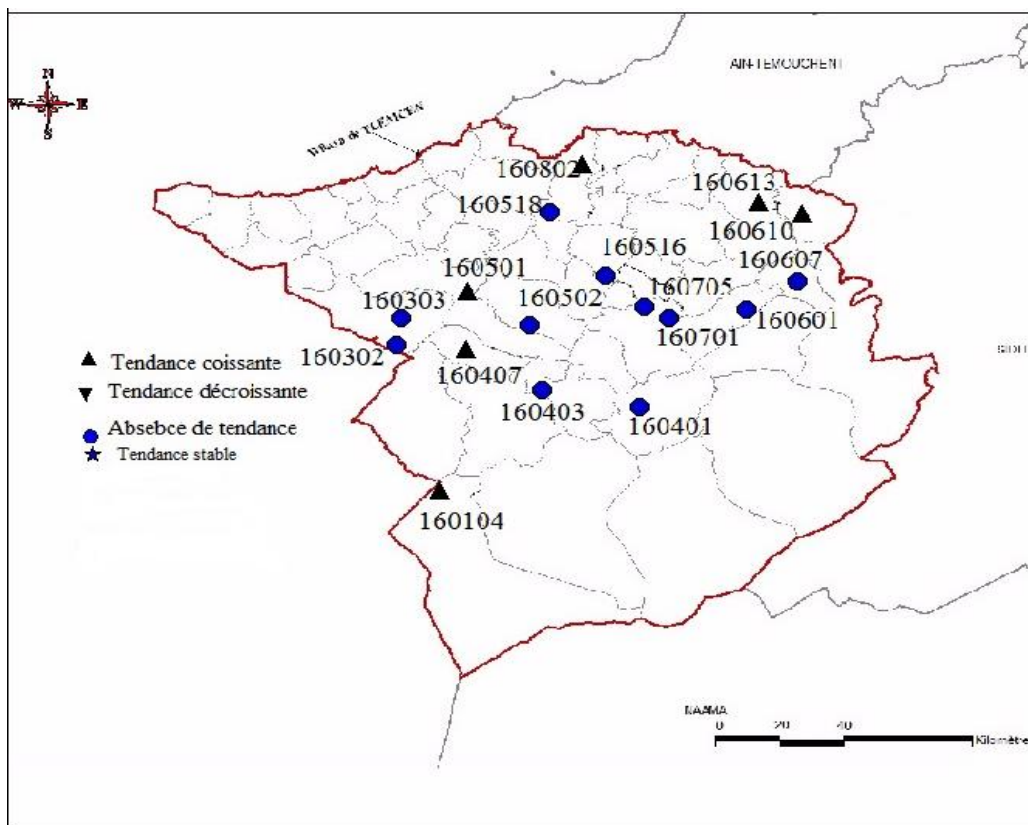 AIN-TEMOUCHENT
N
W E
S
Wilaya de TLEMCEN
160802
160613
160518
160610
160516
160607
160501
160705
160303
160502
160601
160701
160302
▲ Tendance coissante
160407
▼ Tendance décroissante
160403
160401
● Absebce de tendance
★ Tendance stable
160104
NAAMA
0 20 40
Kilomètre